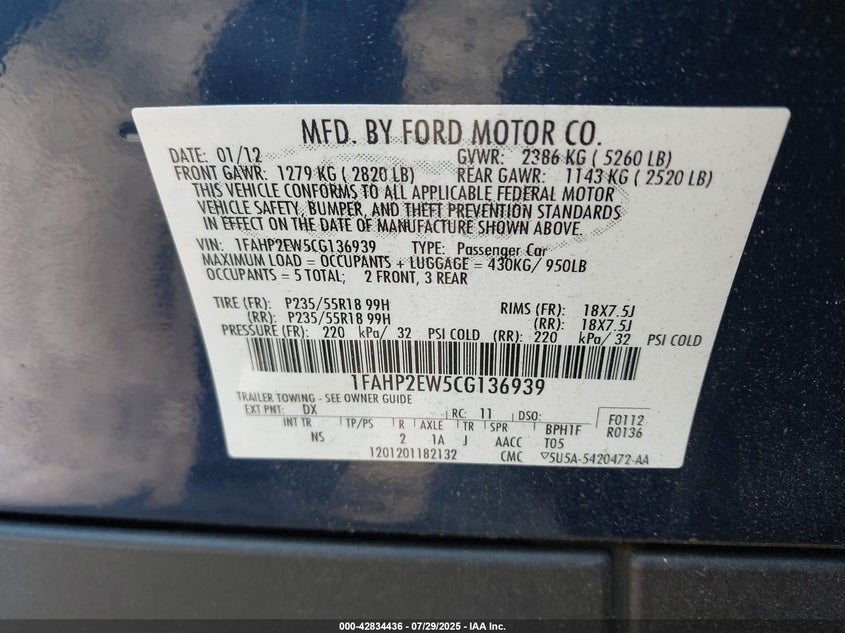 MFD. BY FORD MOTOR CO.
DATE: 01/12 GVWR: 2386 KG ( 5260 LB)
FRONT GAWR: 1279 KG ( 2820 LB) REAR GAWR: 1143 KG ( 2520 LB)
THIS VEHICLE CONFORMS TO ALL APPLICABLE FEDERAL MOTOR
VEHICLE SAFETY, BUMPER, AND THEFT PREVENTION STANDARDS
IN EFFECT ON THE DATE OF MANUFACTURE SHOWN ABOVE.
VIN: 1FAHP2EW5CG136939 TYPE: Passenger Car
MAXIMUM LOAD = OCCUPANTS + LUGGAGE = 430KG/ 950LB
OCCUPANTS = 5 TOTAL; 2 FRONT, 3 REAR
TIRE (FR): P235/55R18 99H RIMS (FR): 18X7.5J
(RR): P235/55R18 99H (RR): 18X7.5J
PRESSURE (FR): 220 kPa/ 32 PSI COLD (RR): 220 kPa/ 32 PSI COLD
1FAHP2EW5CG136939
TRAILER TOWING - SEE OWNER GUIDE
EXT PNT: DX RC: 11 DSO: F0112
INT TR TP/PS R AXLE TR SPR BPH1F R0136
NS 2 1A J AACC T05
1201201182132 CMC 5U5A-5420472-AA
000-42834436 - 07/29/2025 - IAA Inc.